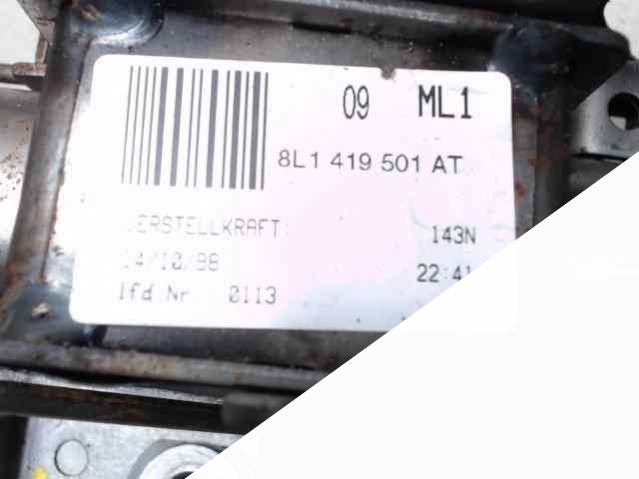 09 ML1
8L1 419 501 AT
ERSTELLKRAFT: 143N
14/10/98 22:41
lfd Nr 0113